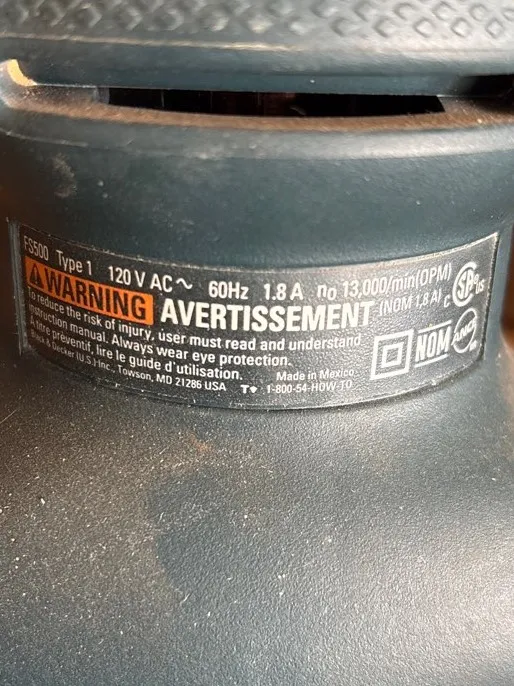 FS500 Type 1 120 V AC ~ 60Hz 1.8 A no 13,000/min(OPM)
WARNING AVERTISSEMENT (NOM 1,8 A)
To reduce the risk of injury, user must read and understand
instruction manual. Always wear eye protection.
À titre préventif, lire le guide d'utilisation.
Black & Decker (U.S.) Inc., Towson, MD 21286 USA
Made in Mexico
T 1-800-54-HOW-TO
C SP® US
NOM ANCE